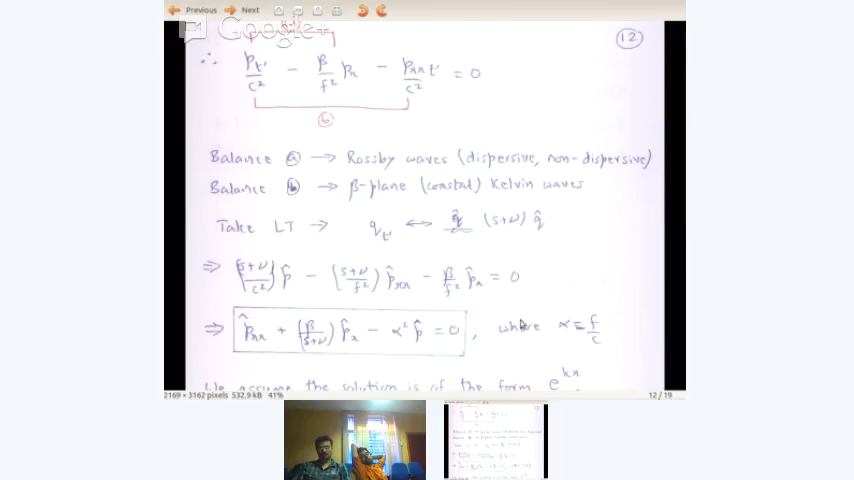 Previous Next
Google+
(12)
∴ p_t'/c² − β/f² p_x − p_xxt'/c² = 0
(b)
Balance (a) → Rossby waves (dispersive, non-dispersive)
Balance (b) → β-plane (coastal) Kelvin waves
Take LT → q_t' ↔ q̂ (s+ν) q̂
⇒ ((s+ν)/c²) p̂ − ((s+ν)/f²) p̂_xx − β/f² p̂_x = 0
⇒ p̂_xx + (β/(s+ν)) p̂_x − α² p̂ = 0 , where α = f/c
We assume the solution is of the form e^kx
2169 × 3162 pixels 532.9 kB 41%
12 / 19